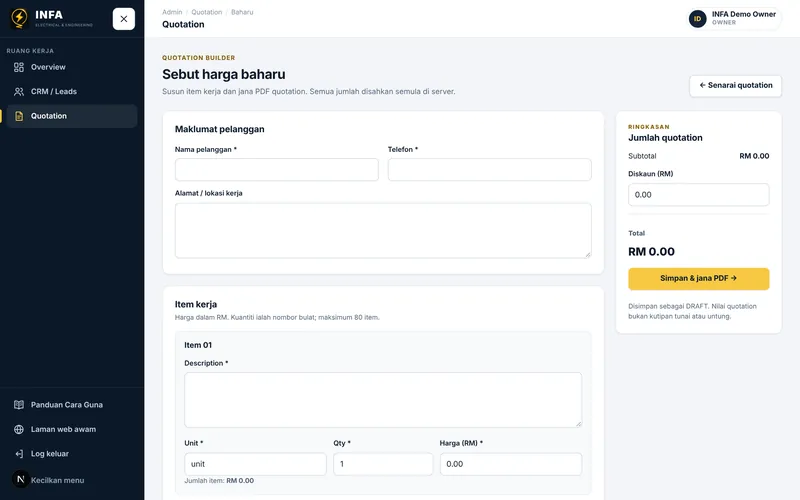 INFA
ELECTRICAL & ENGINEERING
RUANG KERJA
Overview
CRM / Leads
Quotation
Panduan Cara Guna
Laman web awam
Log keluar
N
Kecilkan menu
Admin / Quotation / Baharu
Quotation
ID
INFA Demo Owner
OWNER
QUOTATION BUILDER
Sebut harga baharu
Susun item kerja dan jana PDF quotation. Semua jumlah disahkan semula di server.
← Senarai quotation
Maklumat pelanggan
Nama pelanggan *
Telefon *
Alamat / lokasi kerja
Item kerja
Harga dalam RM. Kuantiti ialah nombor bulat; maksimum 80 item.
Item 01
Description *
Unit *
Qty *
Harga (RM) *
unit
1
0.00
Jumlah item: RM 0.00
RINGKASAN
Jumlah quotation
Subtotal RM 0.00
Diskaun (RM)
0.00
Total
RM 0.00
Simpan & jana PDF →
Disimpan sebagai DRAFT. Nilai quotation
bukan kutipan tunai atau untung.